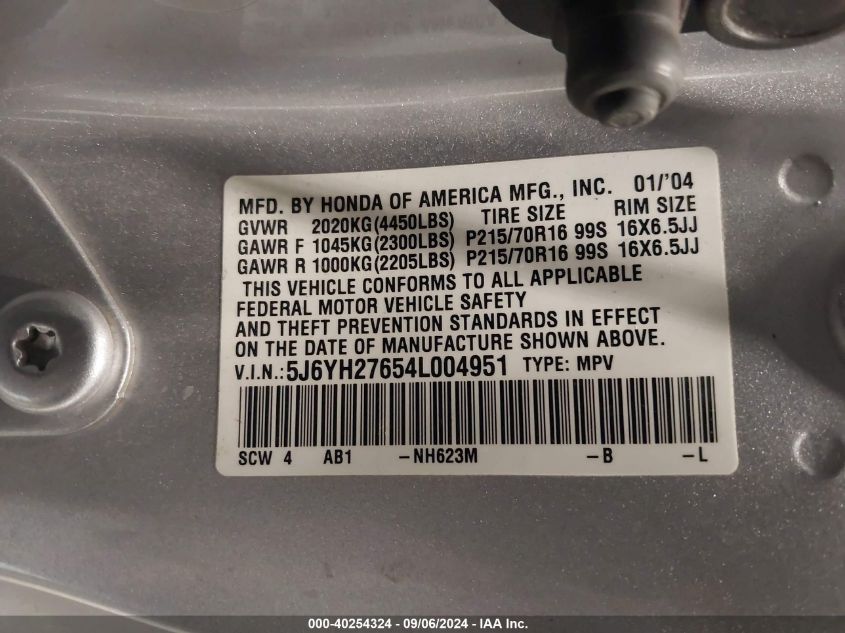 MFD. BY HONDA OF AMERICA MFG., INC. 01/'04
GVWR 2020KG(4450LBS) TIRE SIZE RIM SIZE
GAWR F 1045KG(2300LBS) P215/70R16 99S 16X6.5JJ
GAWR R 1000KG(2205LBS) P215/70R16 99S 16X6.5JJ
THIS VEHICLE CONFORMS TO ALL APPLICABLE
FEDERAL MOTOR VEHICLE SAFETY
AND THEFT PREVENTION STANDARDS IN EFFECT
ON THE DATE OF MANUFACTURE SHOWN ABOVE.
V.I.N.:5J6YH27654L004951 TYPE: MPV
SCW 4 AB1 -NH623M -B -L
000-40254324 - 09/06/2024 - IAA Inc.